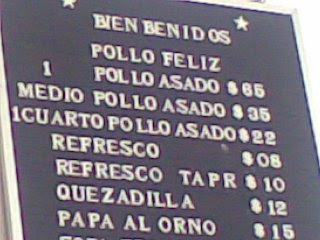 BIENBENIDOS
POLLO FELIZ
1 POLLO ASADO $65
MEDIO POLLO ASADO $35
1CUARTO POLLO ASADO $22
REFRESCO $08
REFRESCO TAPR $10
QUEZADILLA $12
PAPA AL ORNO $15